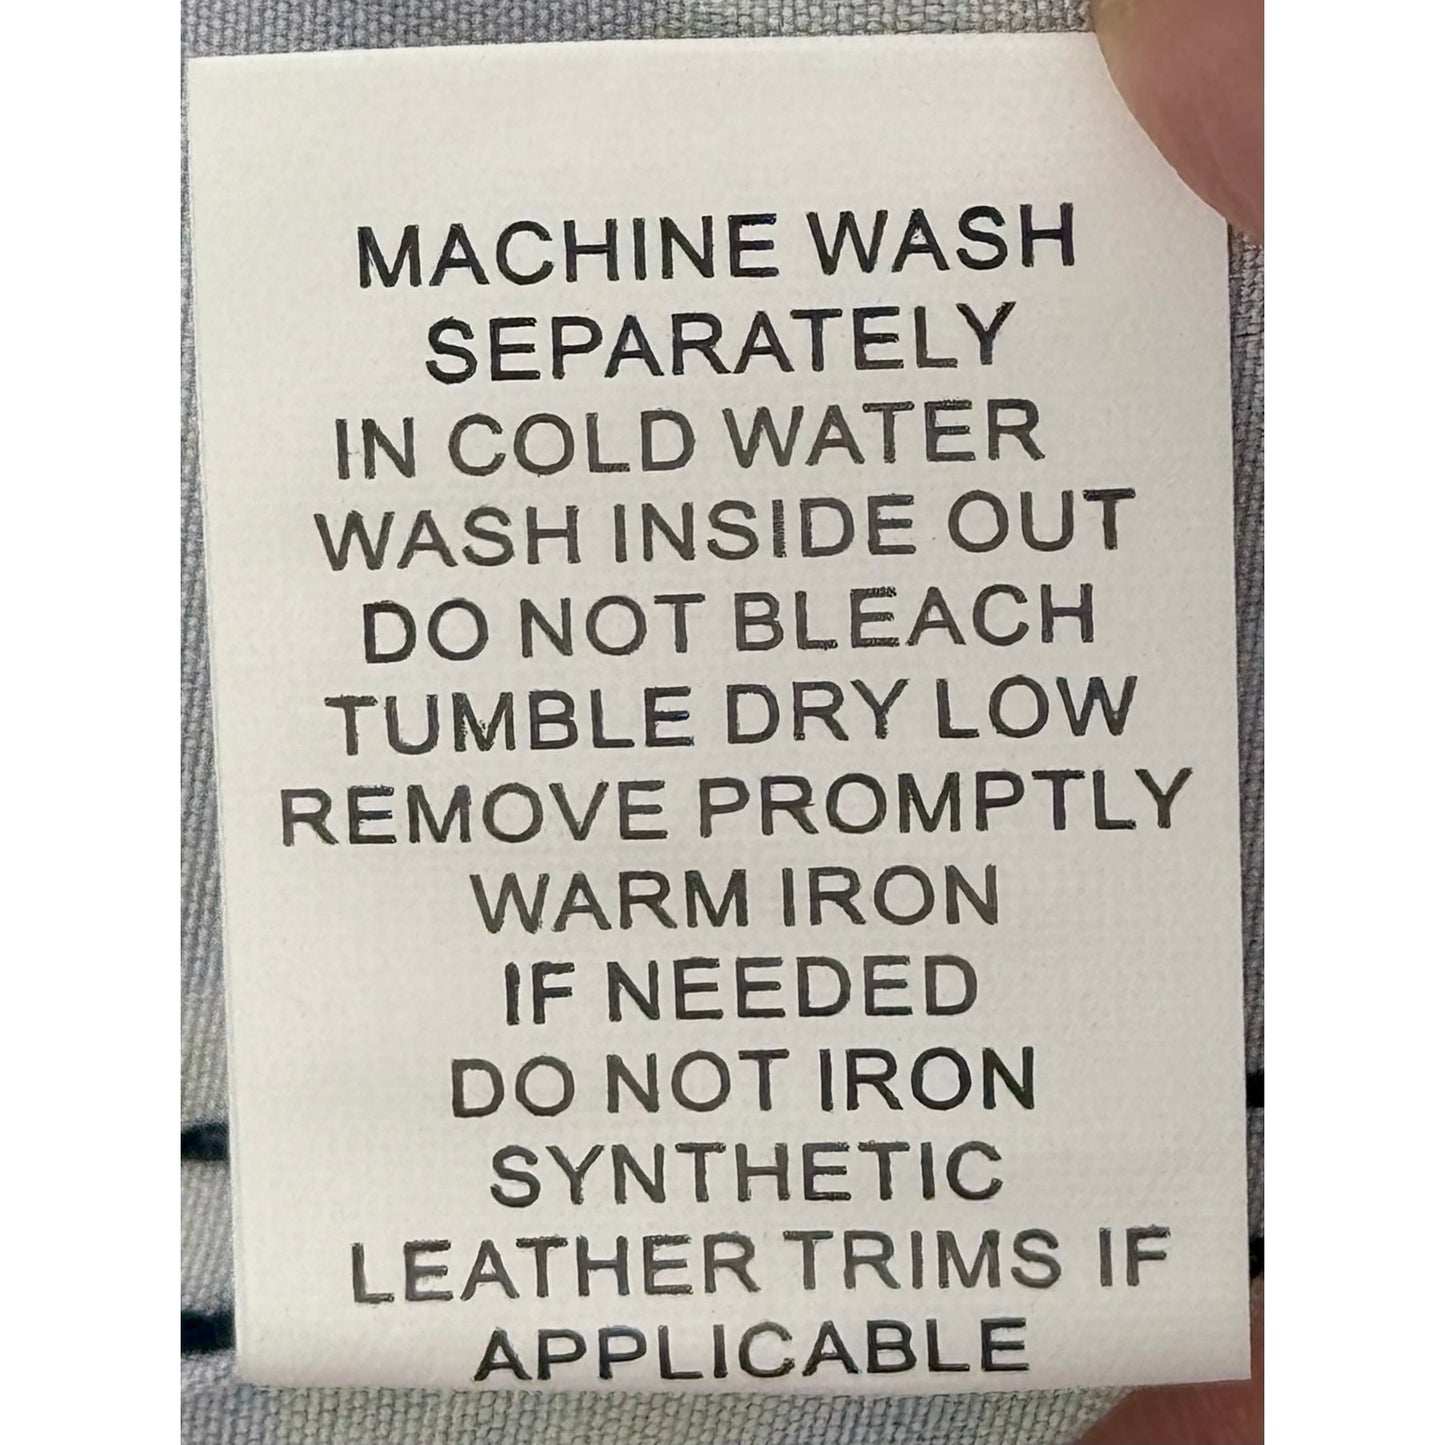 MACHINE WASH
SEPARATELY
IN COLD WATER
WASH INSIDE OUT
DO NOT BLEACH
TUMBLE DRY LOW
REMOVE PROMPTLY
WARM IRON
IF NEEDED
DO NOT IRON
SYNTHETIC
LEATHER TRIMS IF
APPLICABLE